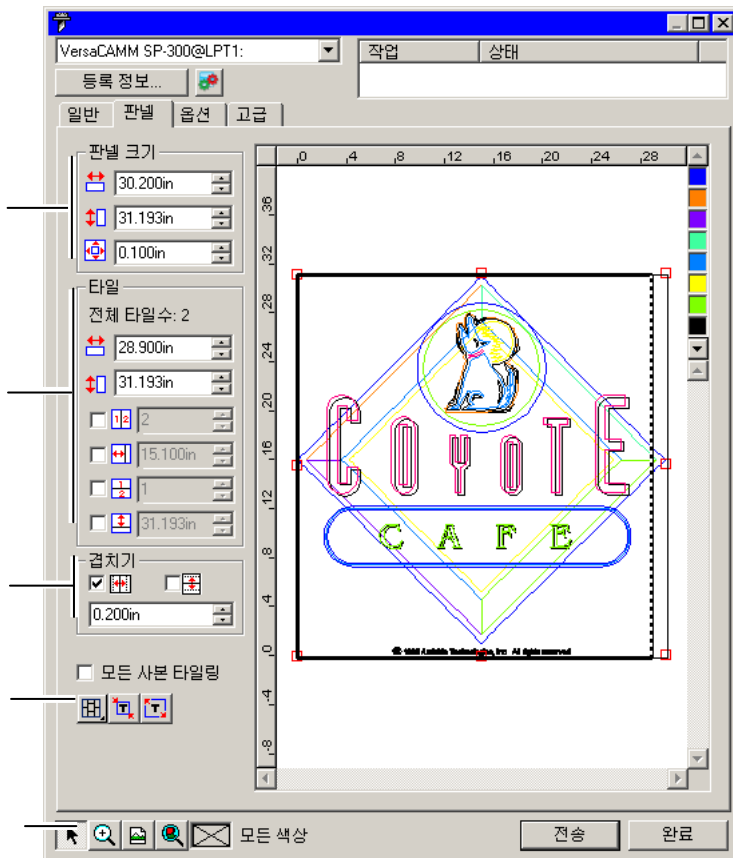 VersaCAMM SP-300@LPT1:
작업 상태
등록 정보...
일반 판넬 옵션 고급
판넬 크기
30.200in
31.193in
0.100in
타일
전체 타일수: 2
28.900in
31.193in
2
15.100in
1
31.193in
겹치기
0.200in
모든 사본 타일링
0 4 8 12 16 20 24 28
36
32
28
24
20
16
12
8
4
0
-4
-8
COYOTE
CAFE
All rights reserved
모든 색상
전송 완료